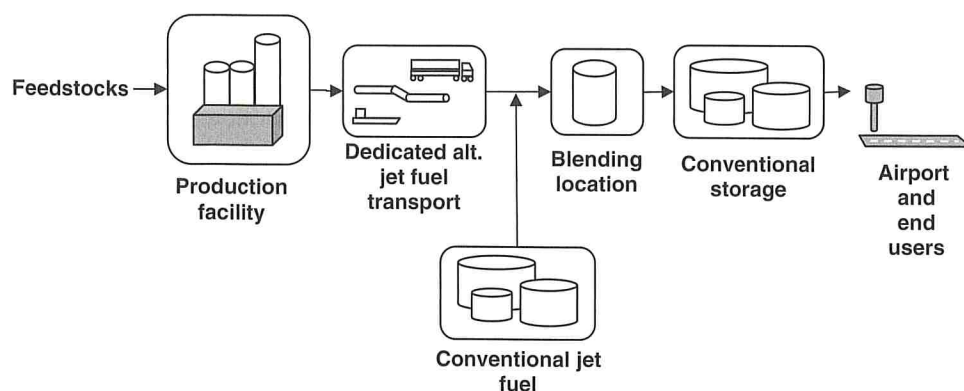 Feedstocks
Production
facility
Dedicated alt.
jet fuel
transport
Blending
location
Conventional
storage
Airport
and
end
users
Conventional jet
fuel